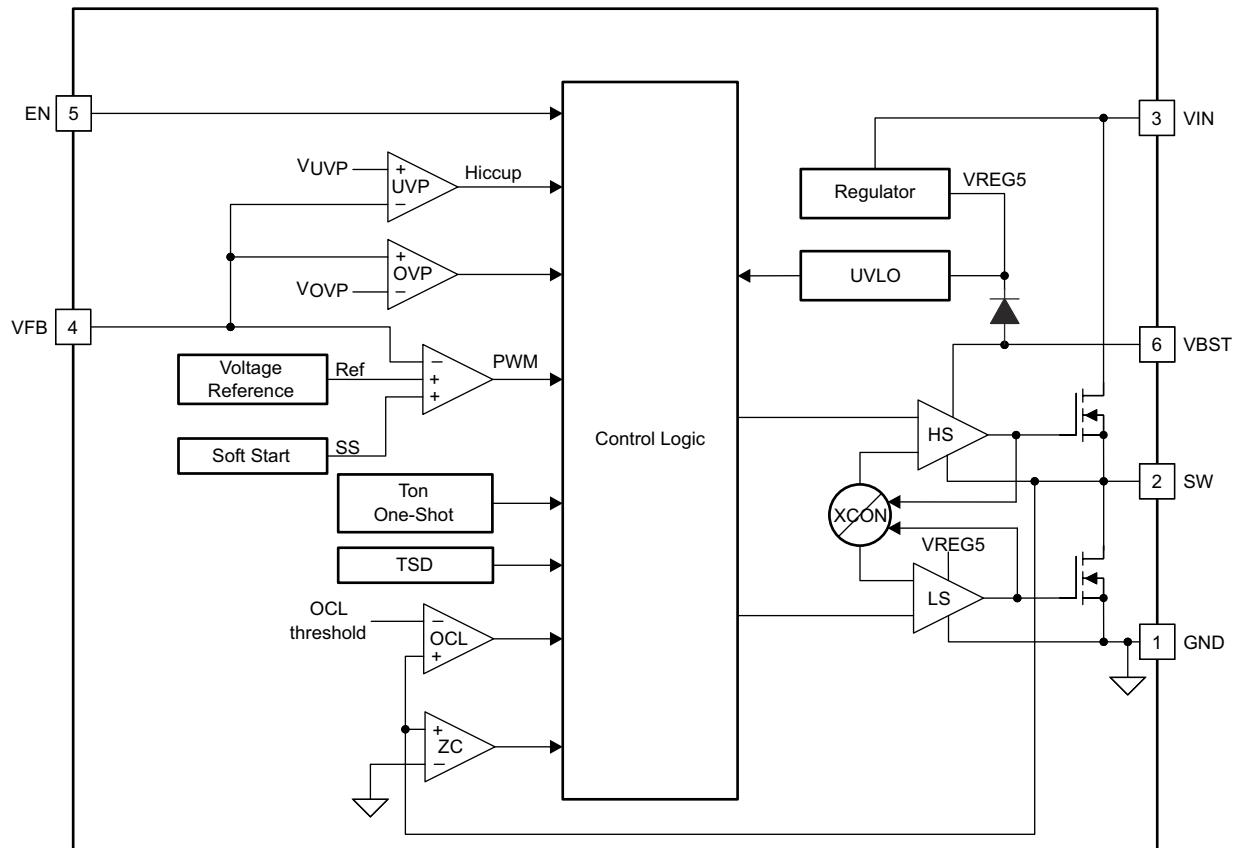 EN
5
VUVP
+
UVP
−
Hiccup
+
OVP
−
VOVP
VFB
4
Voltage
Reference
Ref
−
+
+
PWM
Soft Start
SS
Ton
One-Shot
TSD
OCL
threshold
−
OCL
+
+
ZC
−
Control Logic
3
VIN
Regulator
VREG5
UVLO
6
VBST
HS
2
SW
XCON
VREG5
LS
1
GND